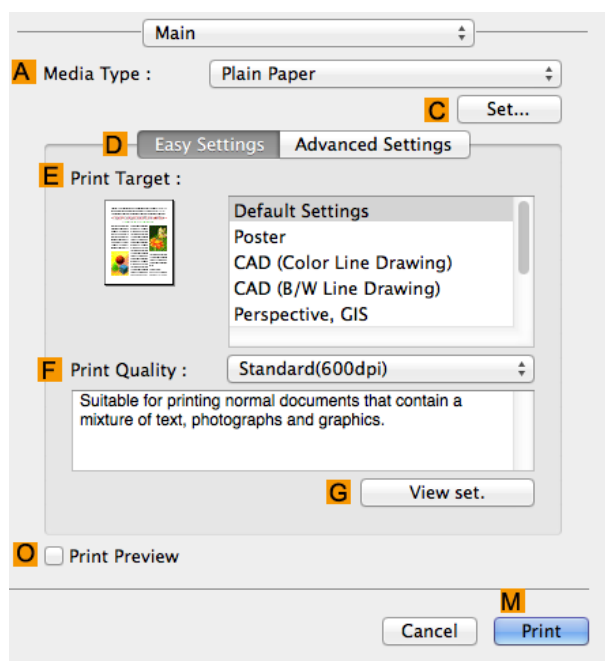 Main
A Media Type : Plain Paper
C Set...
D Easy Settings Advanced Settings
E Print Target :
Default Settings
Poster
CAD (Color Line Drawing)
CAD (B/W Line Drawing)
Perspective, GIS
F Print Quality : Standard(600dpi)
Suitable for printing normal documents that contain a
mixture of text, photographs and graphics.
G View set.
O Print Preview
M
Cancel Print